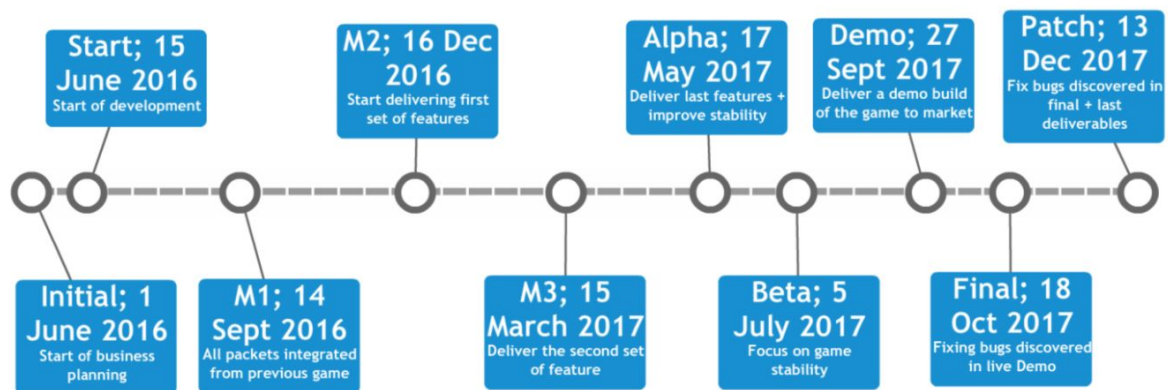 Start; 15
June 2016
Start of development
M2; 16 Dec
2016
Start delivering first
set of features
Alpha; 17
May 2017
Deliver last features +
improve stability
Demo; 27
Sept 2017
Deliver a demo build
of the game to market
Patch; 13
Dec 2017
Fix bugs discovered in
final + last
deliverables
Initial; 1
June 2016
Start of business
planning
M1; 14
Sept 2016
All packets integrated
from previous game
M3; 15
March 2017
Deliver the second set
of feature
Beta; 5
July 2017
Focus on game
stability
Final; 18
Oct 2017
Fixing bugs discovered
in live Demo